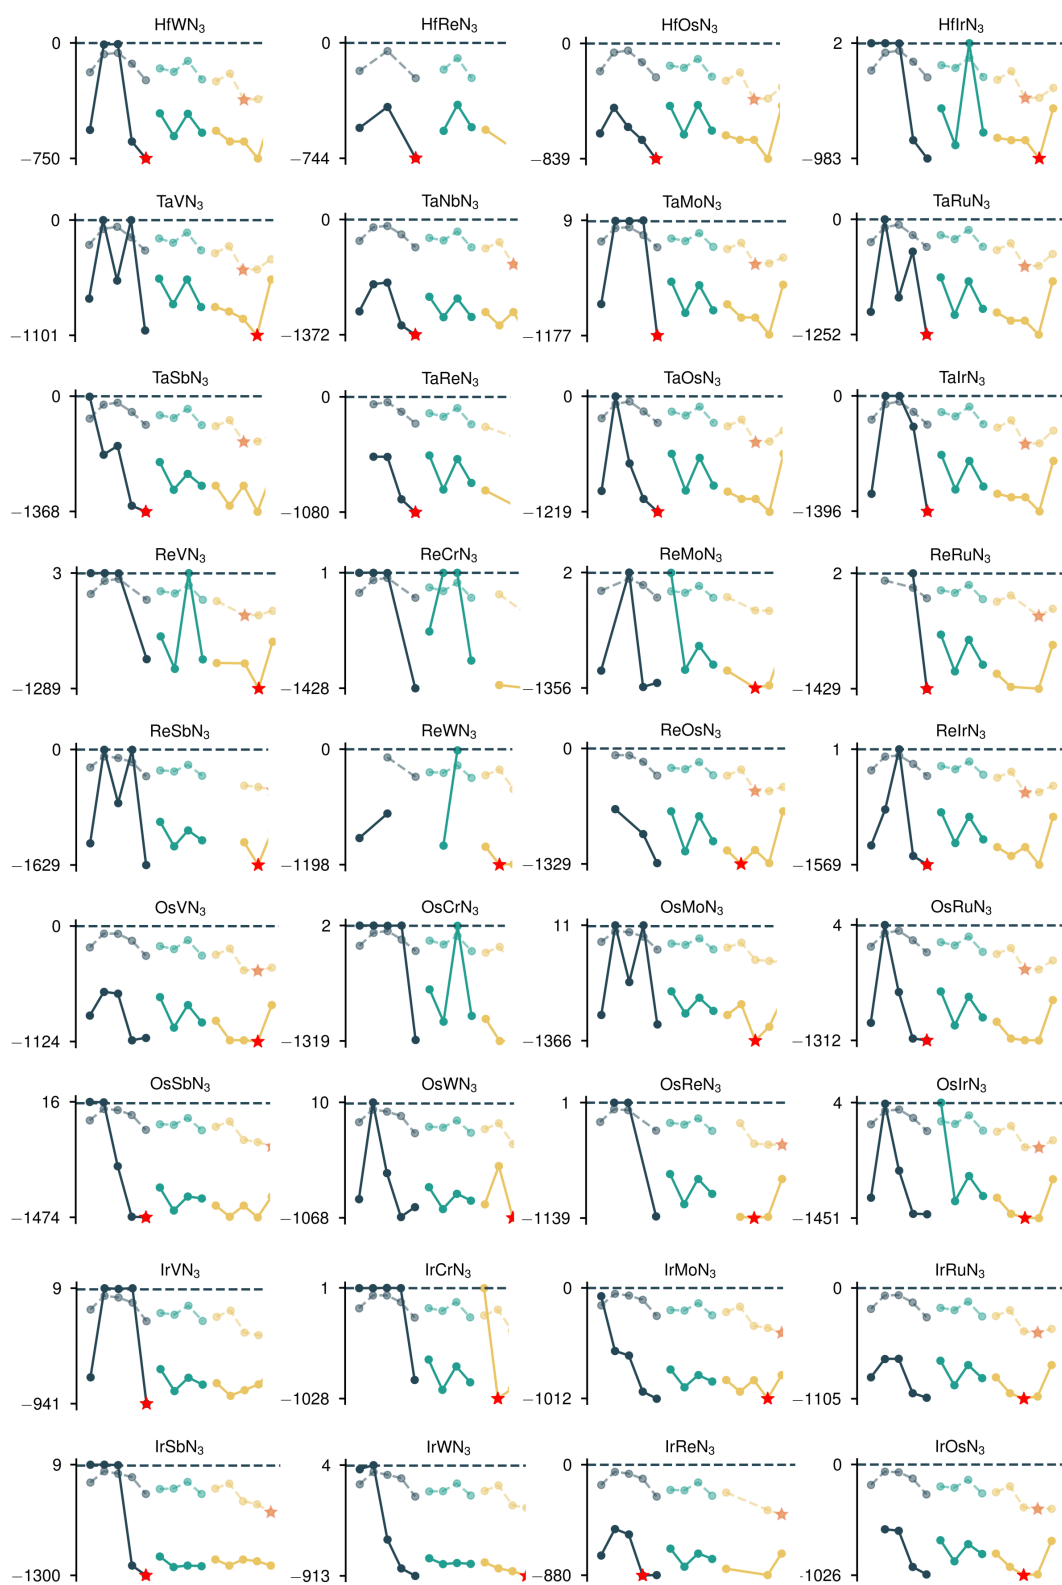 HfWN₃ HfReN₃ HfOsN₃ HfIrN₃
0 0 0 2
−750 −744 −839 −983
TaVN₃ TaNbN₃ TaMoN₃ TaRuN₃
0 0 9 0
−1101 −1372 −1177 −1252
TaSbN₃ TaReN₃ TaOsN₃ TaIrN₃
0 0 0 0
−1368 −1080 −1219 −1396
ReVN₃ ReCrN₃ ReMoN₃ ReRuN₃
3 1 2 2
−1289 −1428 −1356 −1429
ReSbN₃ ReWN₃ ReOsN₃ ReIrN₃
0 0 0 1
−1629 −1198 −1329 −1569
OsVN₃ OsCrN₃ OsMoN₃ OsRuN₃
0 2 11 4
−1124 −1319 −1366 −1312
OsSbN₃ OsWN₃ OsReN₃ OsIrN₃
16 10 1 4
−1474 −1068 −1139 −1451
IrVN₃ IrCrN₃ IrMoN₃ IrRuN₃
9 1 0 0
−941 −1028 −1012 −1105
IrSbN₃ IrWN₃ IrReN₃ IrOsN₃
9 4 0 0
−1300 −913 −880 −1026